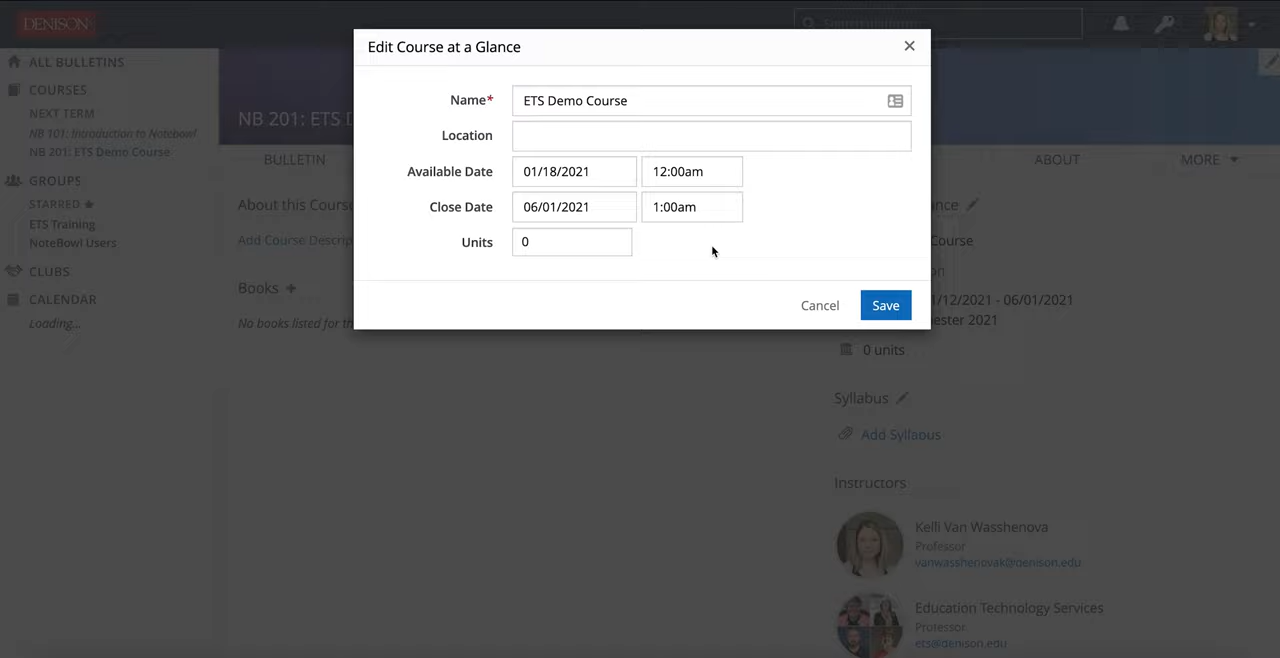 DENISON
ALL BULLETINS
COURSES
NEXT TERM
NB 101: Introduction to Notebowl
NB 201: ETS Demo Course
GROUPS
STARRED
ETS Training
NoteBowl Users
CLUBS
CALENDAR
Loading...
NB 201: ETS D
BULLETIN
ABOUT
MORE
About this Cours
Add Course Descrip
Books
No books listed for th
Edit Course at a Glance
Name* ETS Demo Course
Location
Available Date 01/18/2021 12:00am
Close Date 06/01/2021 1:00am
Units 0
Cancel Save
nce
Course
on
1/12/2021 - 06/01/2021
ester 2021
0 units
Syllabus
Add Syllabus
Instructors
Kelli Van Wasshenova
Professor
vanwasshenovak@denison.edu
Education Technology Services
Professor
ets@denison.edu